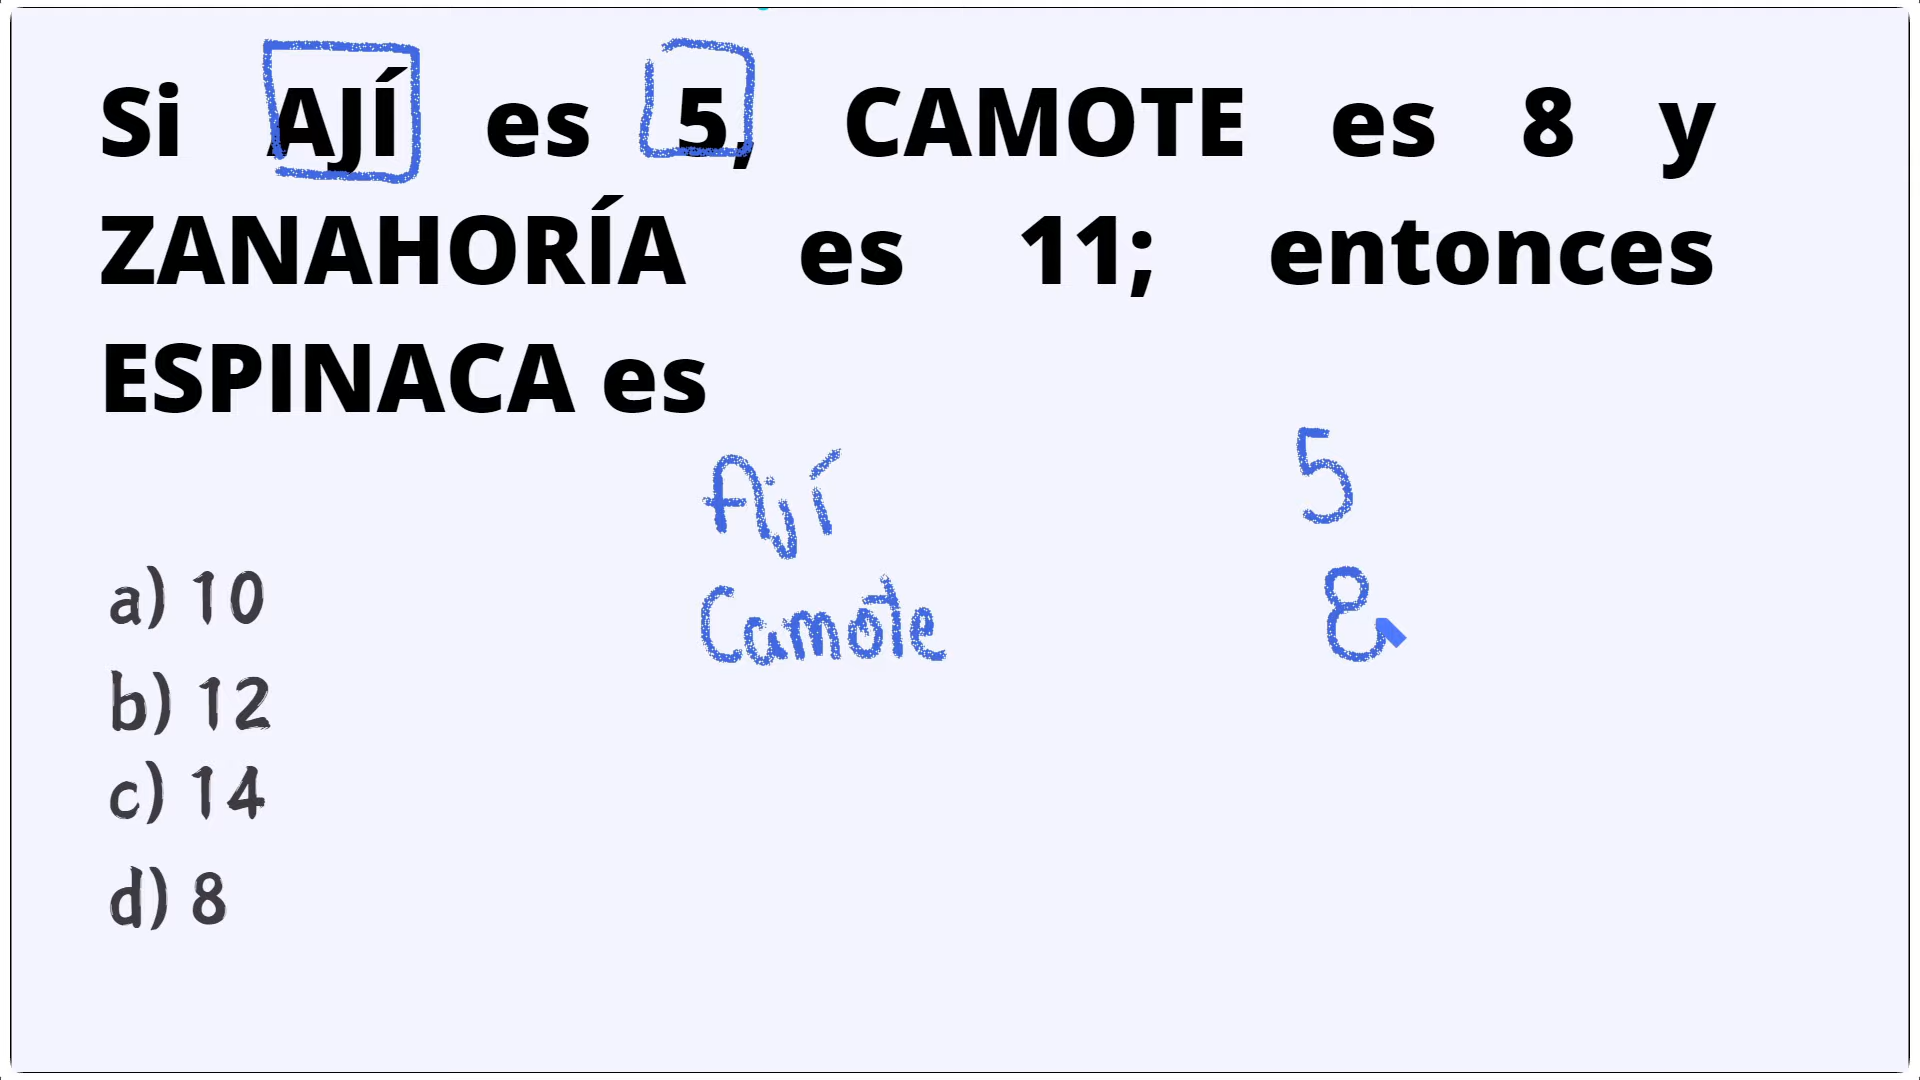 Si AJÍ es 5, CAMOTE es 8 y
ZANAHORÍA es 11; entonces
ESPINACA es
Ají 5
Camote 8
a) 10
b) 12
c) 14
d) 8